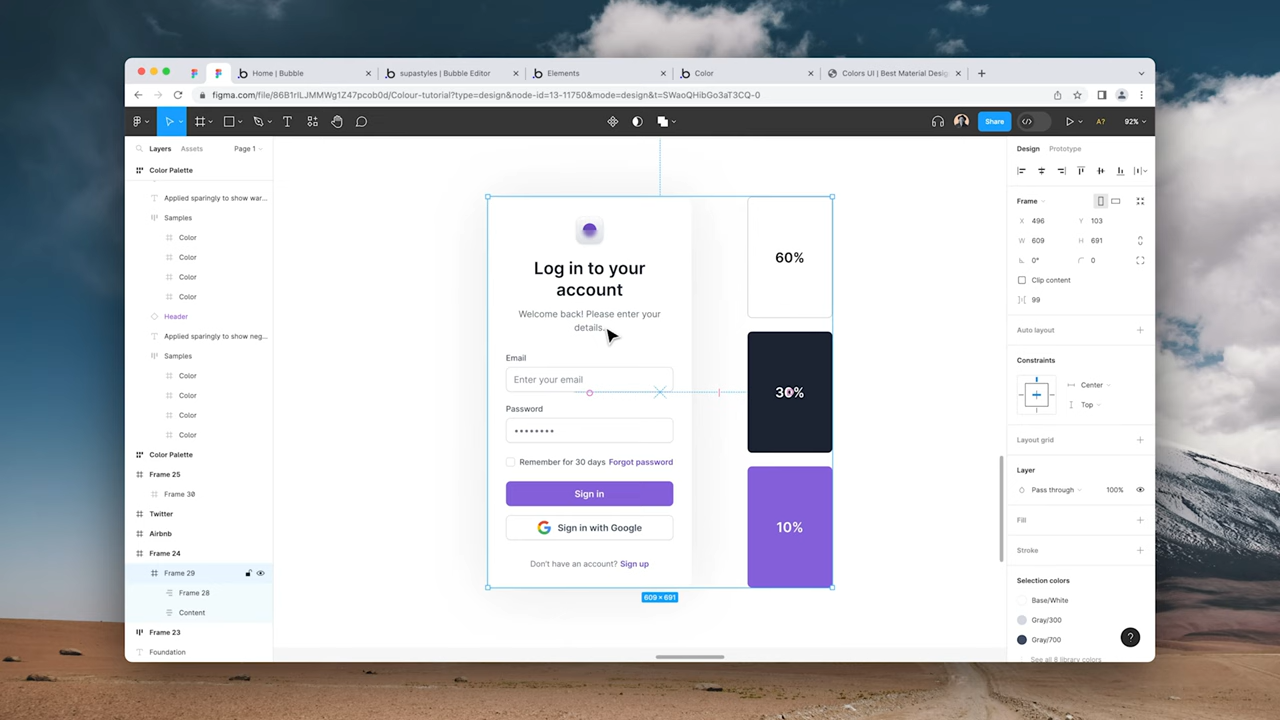 Home | Bubble
supastyles | Bubble Editor
Elements
Color
Colors UI | Best Material Desig
figma.com/file/86B1rILJMMWg1Z47pcob0d/Colour-tutorial?type=design&node-id=13-11750&mode=design&t=SWaoQHibGo3aT3CQ-0
Share
A?
92%
Layers
Assets
Page 1
Color Palette
Applied sparingly to show war...
Samples
Color
Color
Color
Color
Header
Applied sparingly to show neg...
Samples
Color
Color
Color
Color
Color Palette
Frame 25
Frame 30
Twitter
Airbnb
Frame 24
Frame 29
Frame 28
Content
Frame 23
Foundation
Log in to your
account
Welcome back! Please enter your
details.
Email
Enter your email
Password
Remember for 30 days Forgot password
Sign in
Sign in with Google
Don't have an account? Sign up
60%
30%
10%
609 × 691
Design
Prototype
Frame
X 496 Y 103
W 609 H 691
0° 0
Clip content
99
Auto layout
Constraints
Center
Top
Layout grid
Layer
Pass through 100%
Fill
Stroke
Selection colors
Base/White
Gray/300
Gray/700
See all 8 library colors
?